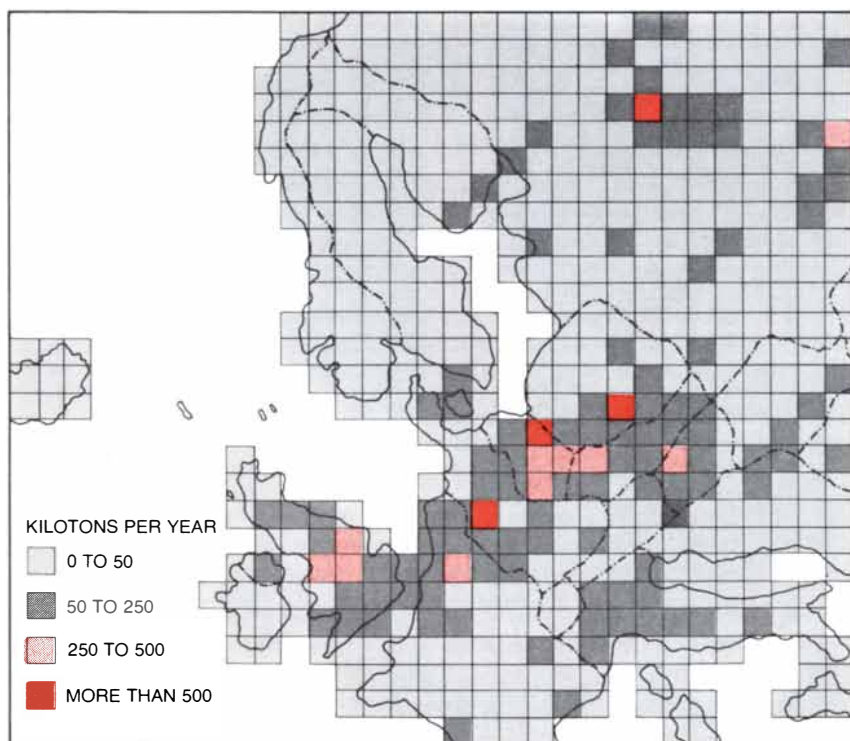 KILOTONS PER YEAR
0 TO 50
50 TO 250
250 TO 500
MORE THAN 500